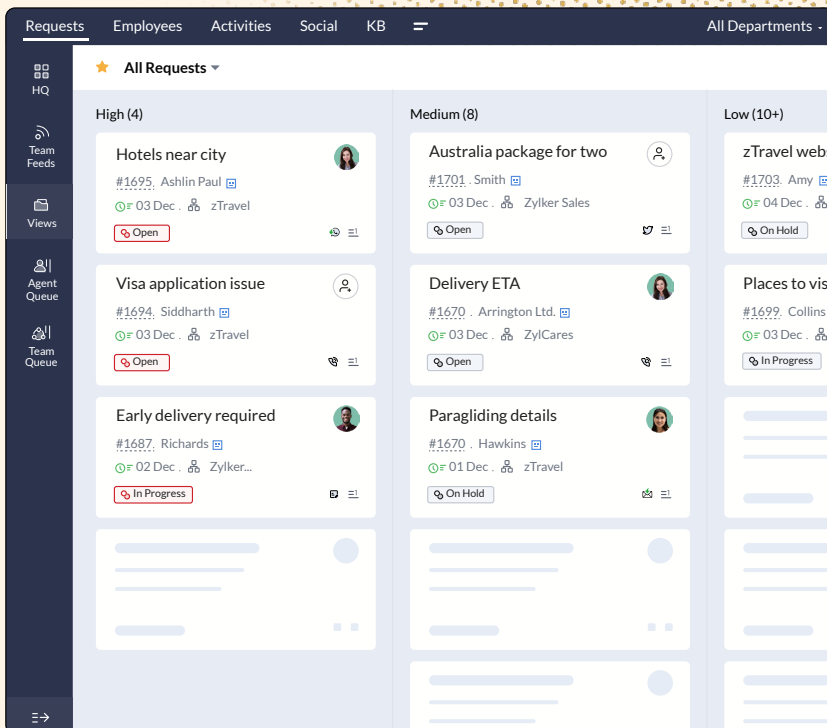 Requests Employees Activities Social KB
All Departments
HQ
Team
Feeds
Views
Agent
Queue
Team
Queue
All Requests
High (4)
Hotels near city
#1695. Ashlin Paul
03 Dec . zTravel
Open
Visa application issue
#1694. Siddharth
03 Dec . zTravel
Open
Early delivery required
#1687. Richards
02 Dec . Zylker...
In Progress
Medium (8)
Australia package for two
#1701 . Smith
03 Dec . Zylker Sales
Open
Delivery ETA
#1670 . Arrington Ltd.
03 Dec . ZylCares
Open
Paragliding details
#1670 . Hawkins
01 Dec . zTravel
On Hold
Low (10+)
zTravel web
#1703. Amy
04 Dec .
On Hold
Places to vis
#1699. Collins
03 Dec .
In Progress